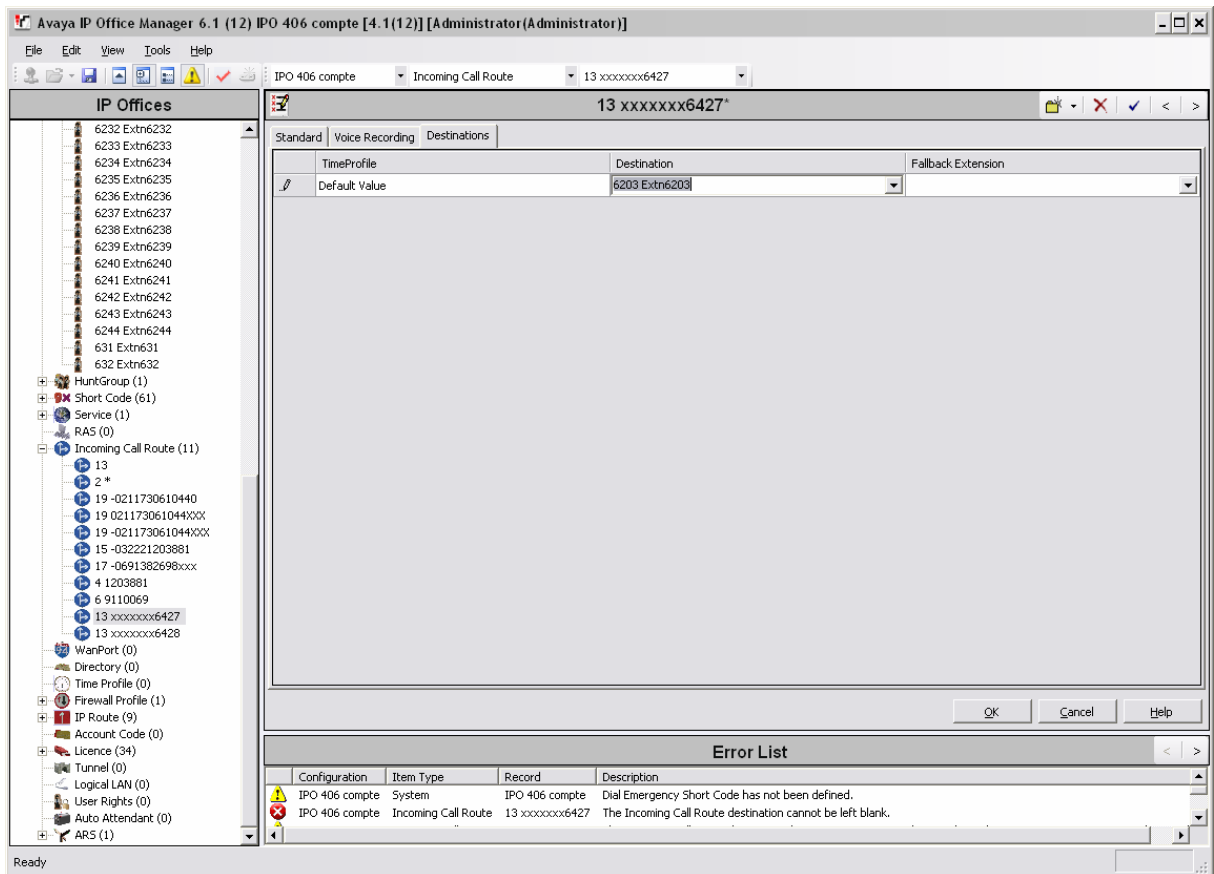 Avaya IP Office Manager 6.1 (12) IPO 406 compte [4.1(12)] [Administrator(Administrator)]
File Edit View Tools Help
IPO 406 compte Incoming Call Route 13 xxxxxxx6427
IP Offices
6232 Extn6232
6233 Extn6233
6234 Extn6234
6235 Extn6235
6236 Extn6236
6237 Extn6237
6238 Extn6238
6239 Extn6239
6240 Extn6240
6241 Extn6241
6242 Extn6242
6243 Extn6243
6244 Extn6244
631 Extn631
632 Extn632
HuntGroup (1)
Short Code (61)
Service (1)
RAS (0)
Incoming Call Route (11)
13
2 *
19 -0211730610440
19 021173061044XXX
19 -021173061044XXX
15 -032221203881
17 -0691382698xxx
4 1203881
6 9110069
13 xxxxxxx6427
13 xxxxxxx6428
WanPort (0)
Directory (0)
Time Profile (0)
Firewall Profile (1)
IP Route (9)
Account Code (0)
Licence (34)
Tunnel (0)
Logical LAN (0)
User Rights (0)
Auto Attendant (0)
ARS (1)
13 xxxxxxx6427*
Standard Voice Recording Destinations
TimeProfile Destination Fallback Extension
Default Value 6203 Extn6203
OK Cancel Help
Error List
Configuration Item Type Record Description
IPO 406 compte System IPO 406 compte Dial Emergency Short Code has not been defined.
IPO 406 compte Incoming Call Route 13 xxxxxxx6427 The Incoming Call Route destination cannot be left blank.
Ready